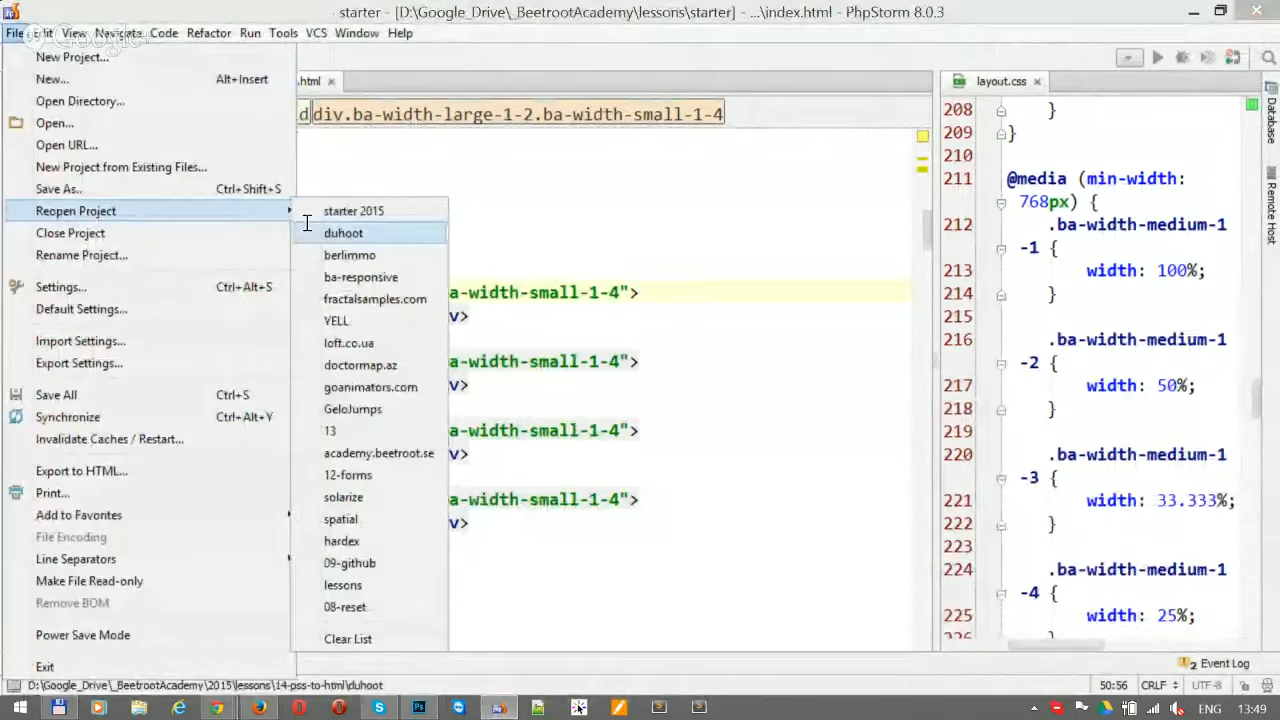 starter - [D:\Google_Drive\_BeetrootAcademy\lessons\starter] - ...\index.html - PhpStorm 8.0.3
File Edit View Navigate Code Refactor Run Tools VCS Window Help
Google+
New Project...
New... Alt+Insert
Open Directory...
Open...
Open URL...
New Project from Existing Files...
Save As.. Ctrl+Shift+S
Reopen Project
Close Project
Rename Project...
Settings... Ctrl+Alt+S
Default Settings...
Import Settings...
Export Settings...
Save All Ctrl+S
Synchronize Ctrl+Alt+Y
Invalidate Caches / Restart...
Export to HTML...
Print...
Add to Favorites
File Encoding
Line Separators
Make File Read-only
Remove BOM
Power Save Mode
Exit
starter 2015
duhoot
berlimmo
ba-responsive
fractalsamples.com
YELL
loft.co.ua
doctormap.az
goanimators.com
GeloJumps
13
academy.beetroot.se
12-forms
solarize
spatial
hardex
09-github
lessons
08-reset
Clear List
.html
d div.ba-width-large-1-2.ba-width-small-1-4
a-width-small-1-4">
v>
a-width-small-1-4">
v>
a-width-small-1-4">
v>
a-width-small-1-4">
v>
layout.css
208 }
209 }
210
211 @media (min-width:
768px) {
212 .ba-width-medium-1
-1 {
213 width: 100%;
214 }
215
216 .ba-width-medium-1
-2 {
217 width: 50%;
218 }
219
220 .ba-width-medium-1
-3 {
221 width: 33.333%;
222 }
223
224 .ba-width-medium-1
-4 {
225 width: 25%;
226 }
Database
Remote Host
2 Event Log
D:\Google_Drive\_BeetrootAcademy\2015\lessons\14-pss-to-html\duhoot
50:56 CRLF UTF-8
ENG 13:49